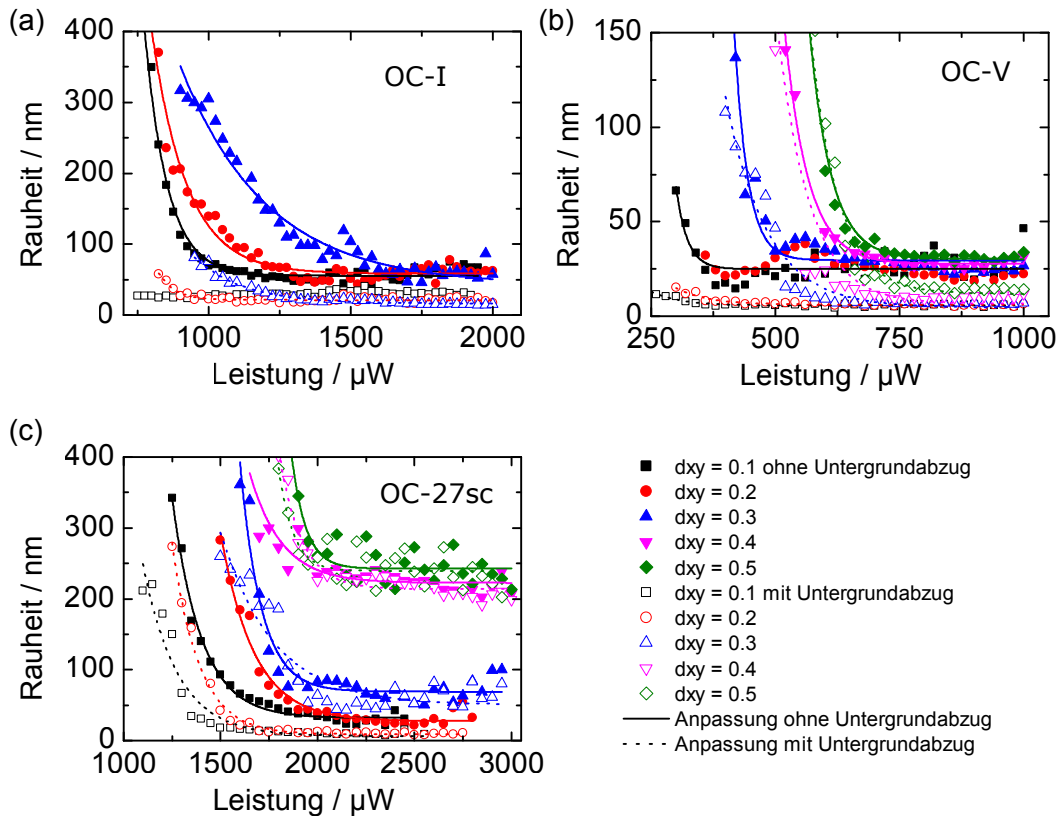 (a)
OC-I
Rauheit / nm
400
300
200
100
0
1000
1500
2000
Leistung / µW
(b)
OC-V
Rauheit / nm
150
100
50
25
0
250
500
750
1000
Leistung / µW
(c)
OC-27sc
Rauheit / nm
400
300
200
100
0
1000
1500
2000
2500
3000
Leistung / µW
dxy = 0.1 ohne Untergrundabzug
dxy = 0.2
dxy = 0.3
dxy = 0.4
dxy = 0.5
dxy = 0.1 mit Untergrundabzug
dxy = 0.2
dxy = 0.3
dxy = 0.4
dxy = 0.5
Anpassung ohne Untergrundabzug
Anpassung mit Untergrundabzug